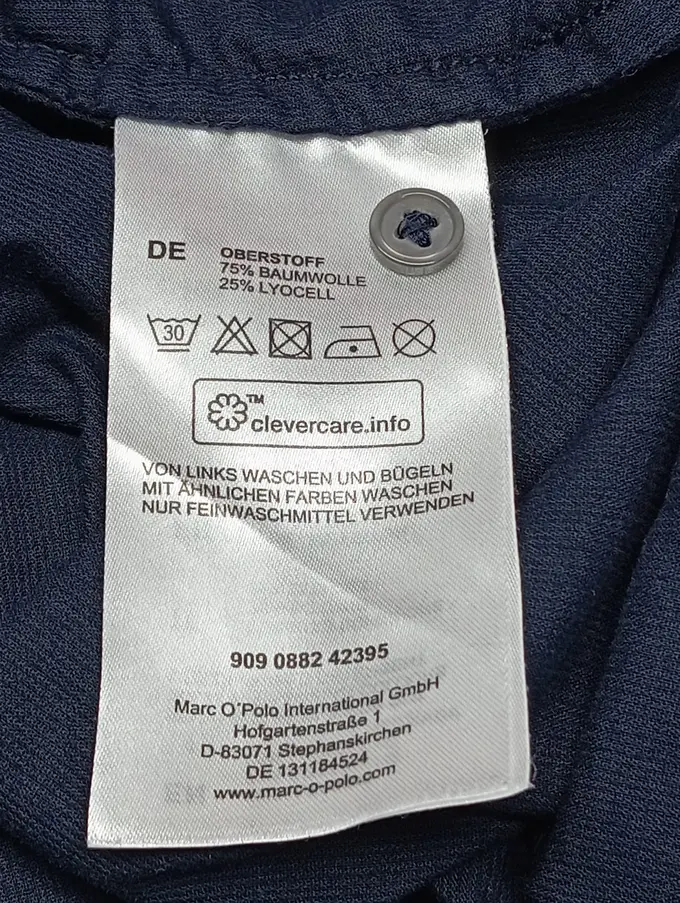 DE
OBERSTOFF
75% BAUMWOLLE
25% LYOCELL
30
™
clevercare.info
VON LINKS WASCHEN UND BÜGELN
MIT ÄHNLICHEN FARBEN WASCHEN
NUR FEINWASCHMITTEL VERWENDEN
909 0882 42395
Marc O'Polo International GmbH
Hofgartenstraße 1
D-83071 Stephanskirchen
DE 131184524
www.marc-o-polo.com